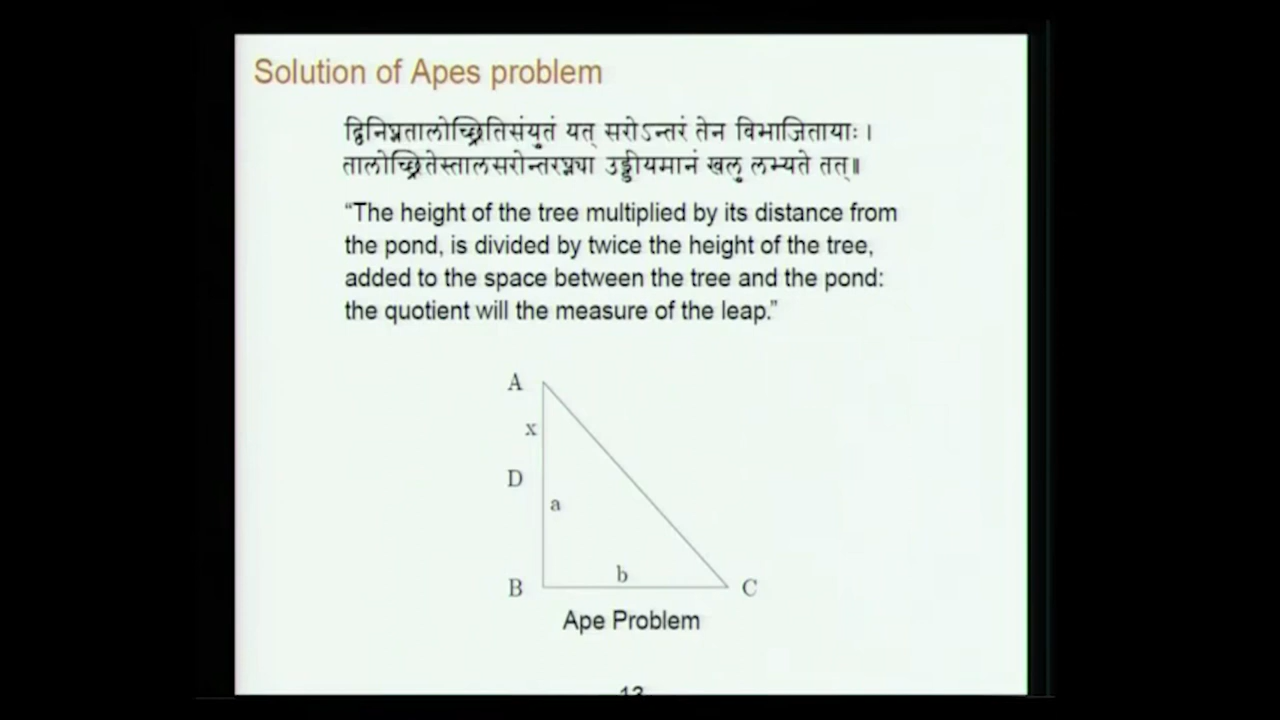 Solution of Apes problem
द्विनिघ्नतालोच्छ्रितिसंयुतं यत् सरोऽन्तरं तेन विभाजितायाः ।
तालोच्छ्रितेस्तालसरोन्तरघ्न्या उड्डीयमानं खलु लभ्यते तत्॥
“The height of the tree multiplied by its distance from
the pond, is divided by twice the height of the tree,
added to the space between the tree and the pond:
the quotient will the measure of the leap.”
A
x
D
a
B
b
C
Ape Problem
13